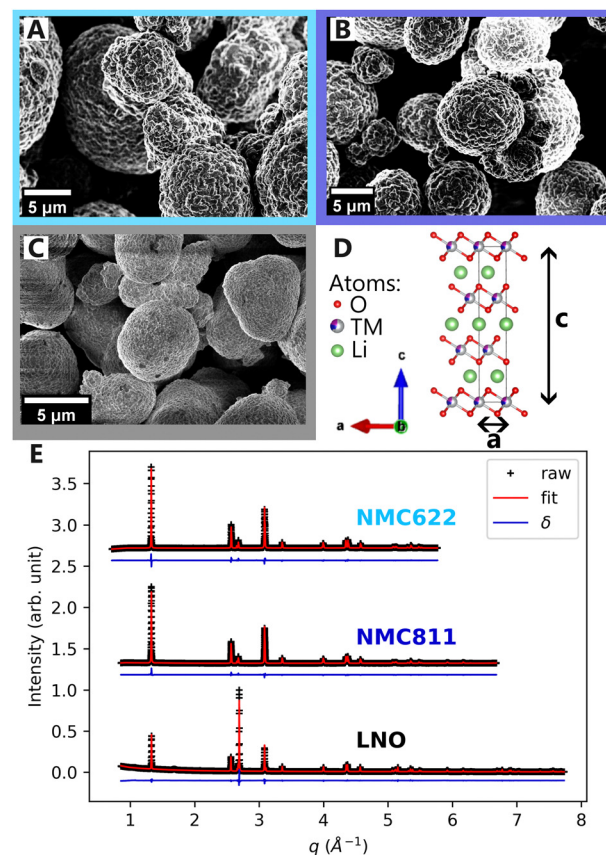 A
5 µm
B
5 µm
C
5 µm
D
Atoms:
O
TM
Li
c
a
b
c
a
E
3.5
3.0
2.5
2.0
1.5
1.0
0.5
0.0
Intensity (arb. unit)
raw
fit
δ
NMC622
NMC811
LNO
1 2 3 4 5 6 7 8
q (Å⁻¹)